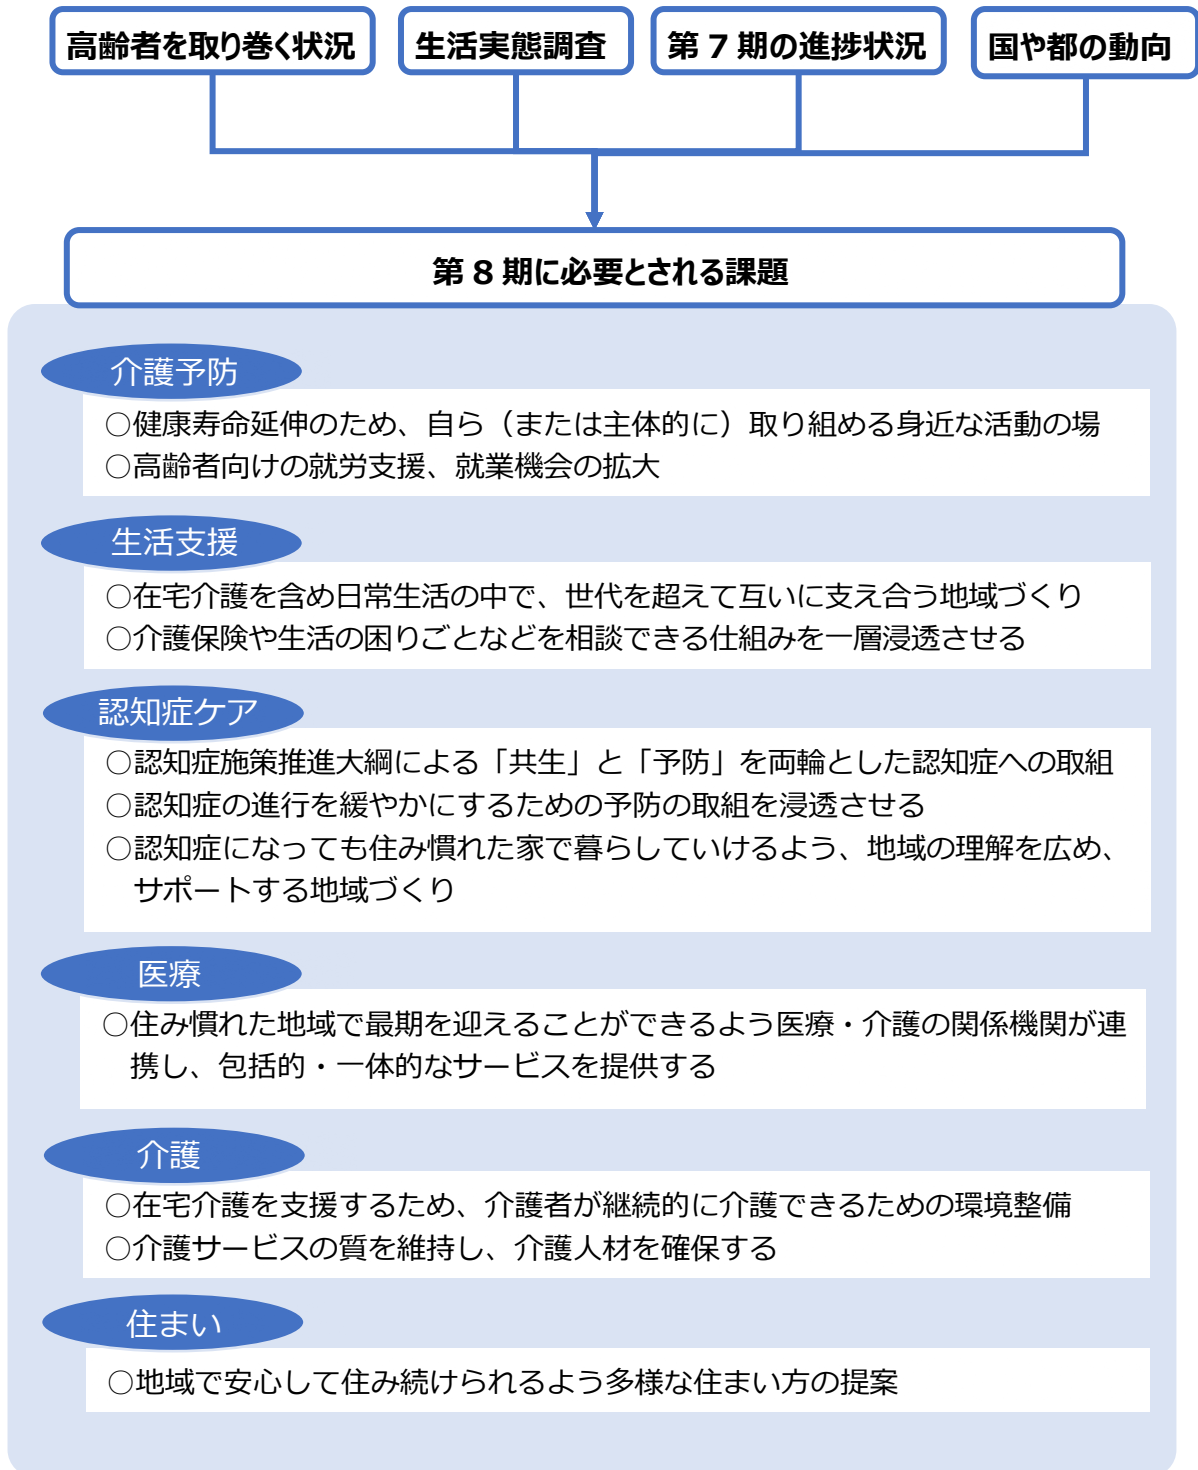 高齢者を取り巻く状況
生活実態調査
第７期の進捗状況
国や都の動向
第８期に必要とされる課題
介護予防
○健康寿命延伸のため、自ら（または主体的に）取り組める身近な活動の場
○高齢者向けの就労支援、就業機会の拡大
生活支援
○在宅介護を含め日常生活の中で、世代を超えて互いに支え合う地域づくり
○介護保険や生活の困りごとなどを相談できる仕組みを一層浸透させる
認知症ケア
○認知症施策推進大綱による「共生」と「予防」を両輪とした認知症への取組
○認知症の進行を緩やかにするための予防の取組を浸透させる
○認知症になっても住み慣れた家で暮らしていけるよう、地域の理解を広め、
サポートする地域づくり
医療
○住み慣れた地域で最期を迎えることができるよう医療・介護の関係機関が連
携し、包括的・一体的なサービスを提供する
介護
○在宅介護を支援するため、介護者が継続的に介護できるための環境整備
○介護サービスの質を維持し、介護人材を確保する
住まい
○地域で安心して住み続けられるよう多様な住まい方の提案